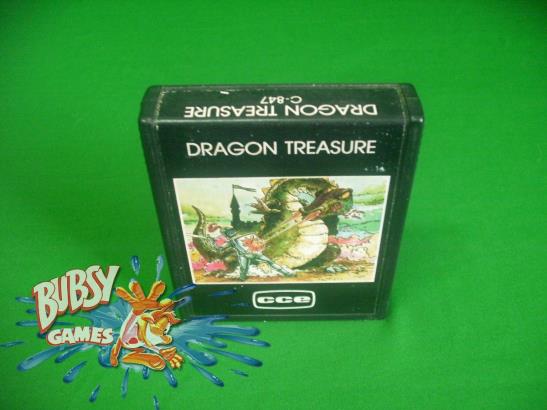 DRAGON TREASURE
C-847
DRAGON TREASURE
cce
BUBSY
GAMES